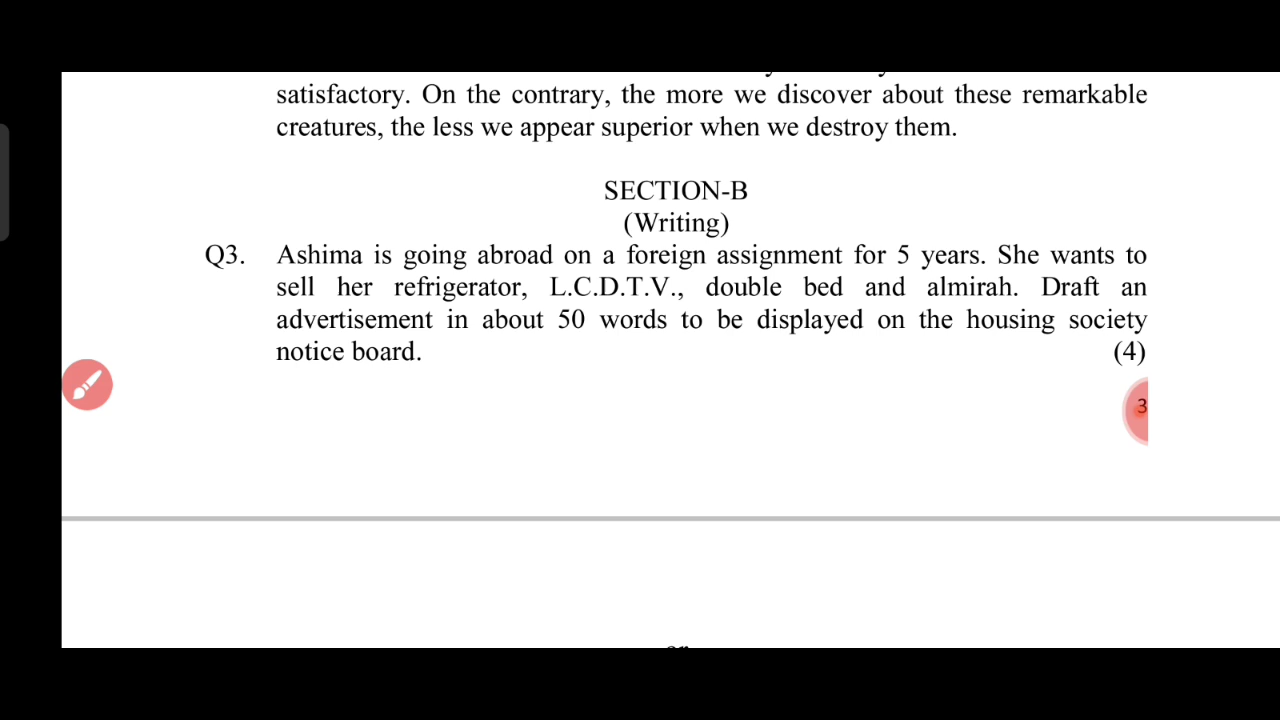 satisfactory. On the contrary, the more we discover about these remarkable
creatures, the less we appear superior when we destroy them.
SECTION-B
(Writing)
Q3. Ashima is going abroad on a foreign assignment for 5 years. She wants to
sell her refrigerator, L.C.D.T.V., double bed and almirah. Draft an
advertisement in about 50 words to be displayed on the housing society
notice board. (4)
3